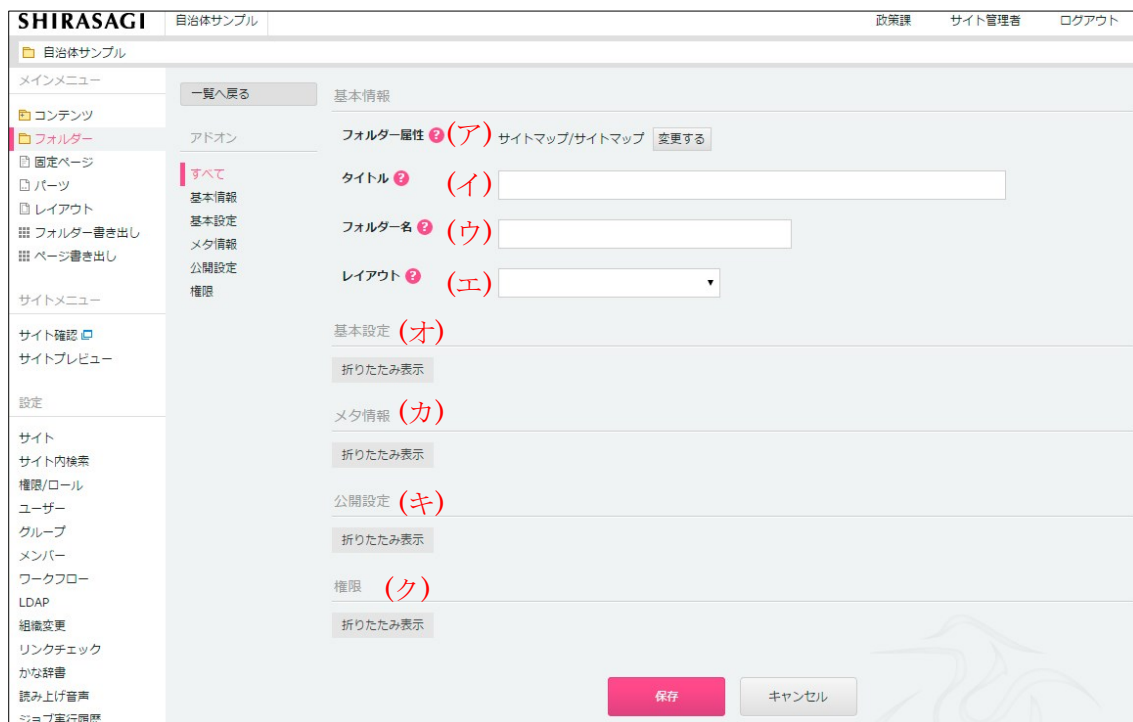 SHIRASAGI 自治体サンプル 政策課 サイト管理者 ログアウト
自治体サンプル
メインメニュー
コンテンツ
フォルダー
固定ページ
パーツ
レイアウト
フォルダー書き出し
ページ書き出し
サイトメニュー
サイト確認
サイトプレビュー
設定
サイト
サイト内検索
権限/ロール
ユーザー
グループ
メンバー
ワークフロー
LDAP
組織変更
リンクチェック
かな辞書
読み上げ音声
ジョブ実行履歴
一覧へ戻る
アドオン
すべて
基本情報
基本設定
メタ情報
公開設定
権限
基本情報
フォルダー属性 ? (ア) サイトマップ/サイトマップ 変更する
タイトル ? (イ)
フォルダー名 ? (ウ)
レイアウト ? (エ)
基本設定 (オ)
折りたたみ表示
メタ情報 (カ)
折りたたみ表示
公開設定 (キ)
折りたたみ表示
権限 (ク)
折りたたみ表示
保存 キャンセル